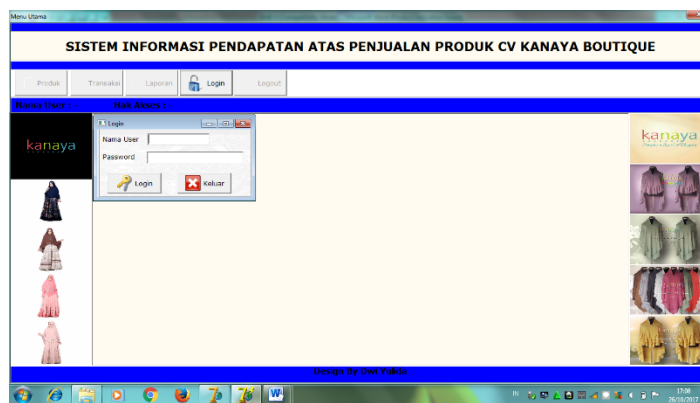 Menu Utama
SISTEM INFORMASI PENDAPATAN ATAS PENJUALAN PRODUK CV KANAYA BOUTIQUE
Produk Transaksi Laporan Login Logout
Nama User : - Hak Akses : -
Login
Nama User
Password
Login Keluar
kanaya
kanaya
Design By Dwi
IN
17:08
26/10/2017